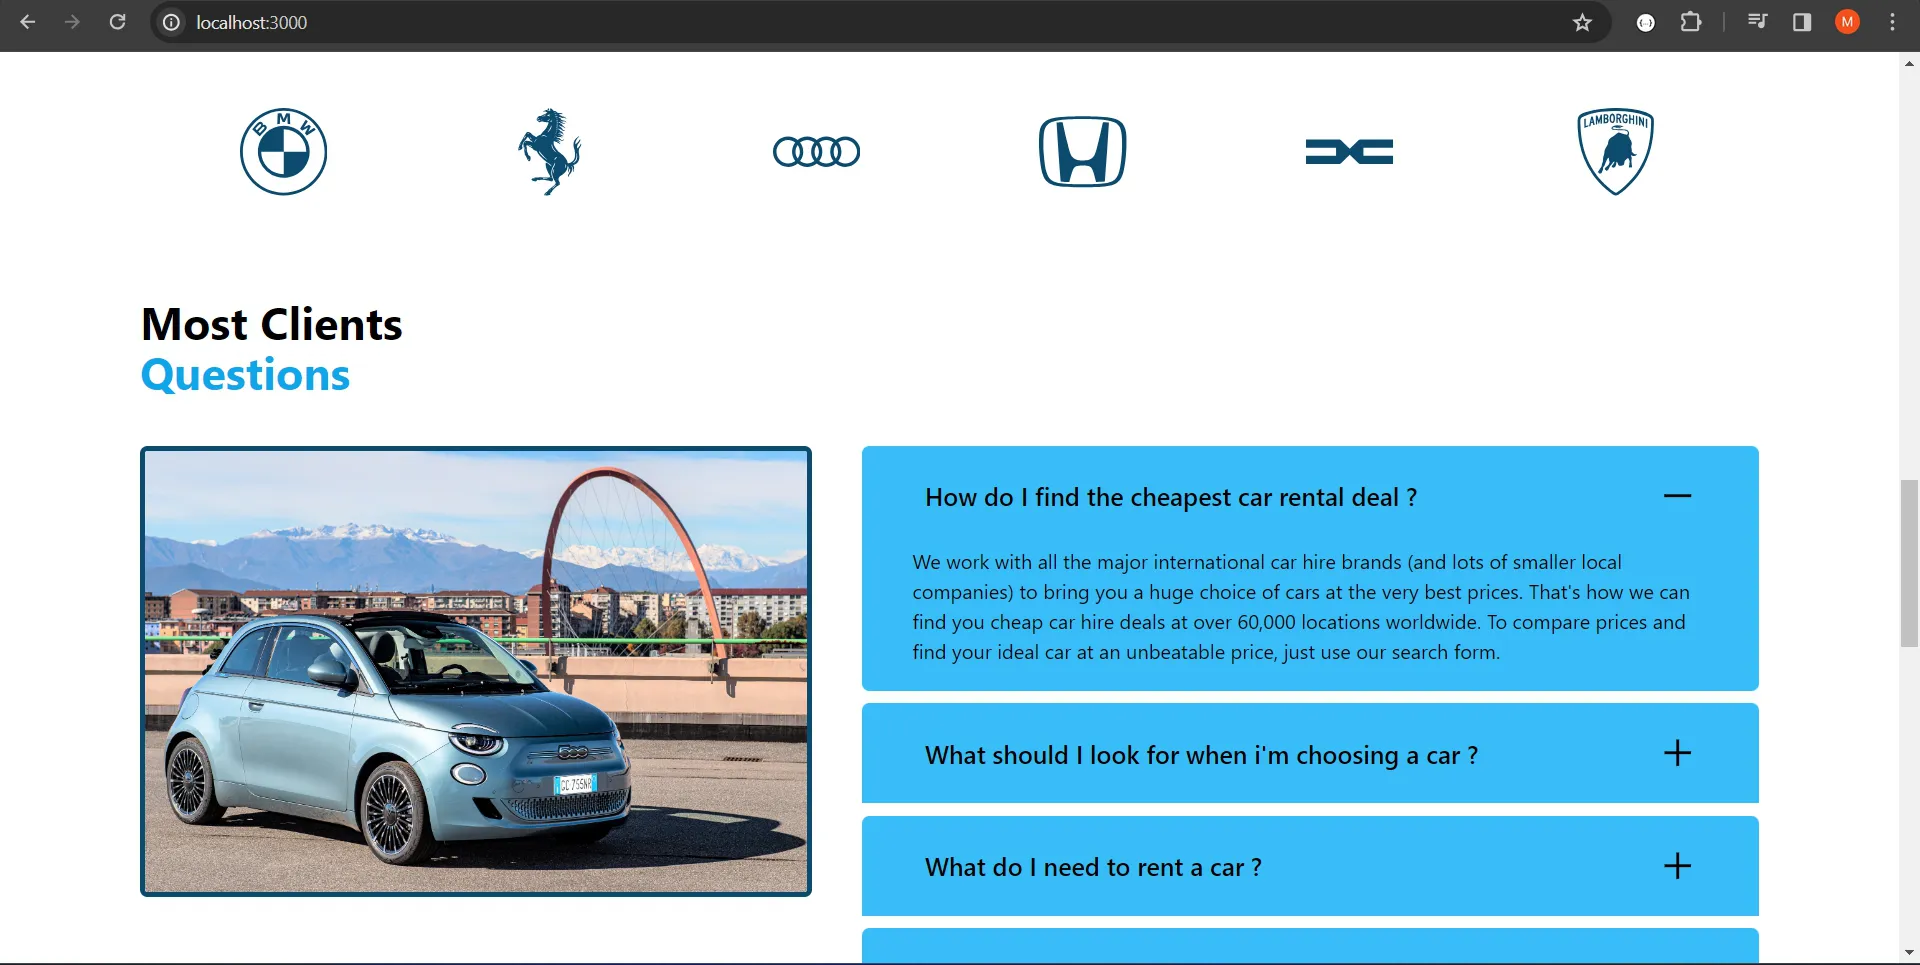 localhost:3000
M
BMW
LAMBORGHINI
Most Clients
Questions
How do I find the cheapest car rental deal ?
We work with all the major international car hire brands (and lots of smaller local
companies) to bring you a huge choice of cars at the very best prices. That's how we can
find you cheap car hire deals at over 60,000 locations worldwide. To compare prices and
find your ideal car at an unbeatable price, just use our search form.
500
What should I look for when i'm choosing a car ?
What do I need to rent a car ?